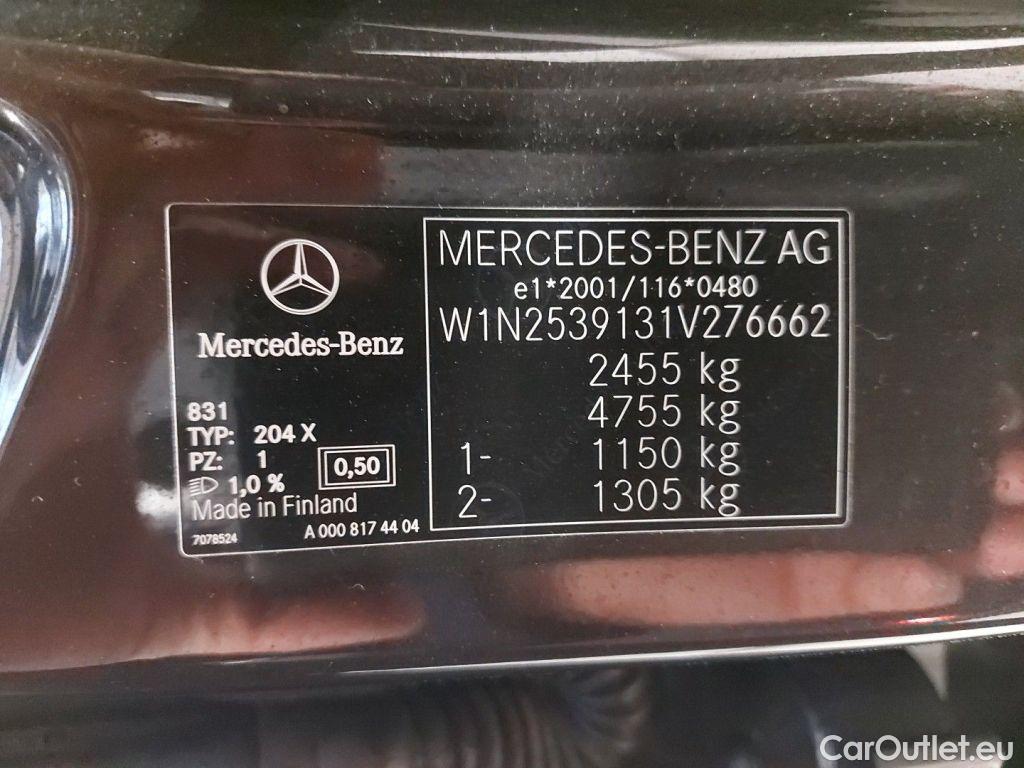 Mercedes-Benz
831
TYP: 204 X
PZ: 1
0,50
1,0 %
Made in Finland
7078524
A 000 817 44 04
MERCEDES-BENZ AG
e1*2001/116*0480
W1N2539131V276662
2455 kg
4755 kg
1- 1150 kg
2- 1305 kg
CarOutlet.eu